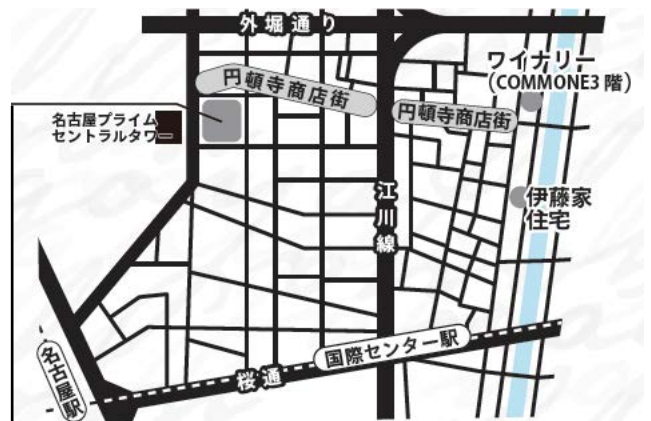 外堀通り
ワイナリー
(COMMONE3 階)
円頓寺商店街
円頓寺商店街
名古屋プライム
セントラルタワー
江川線
伊藤家
住宅
国際センター駅
桜通
名古屋駅